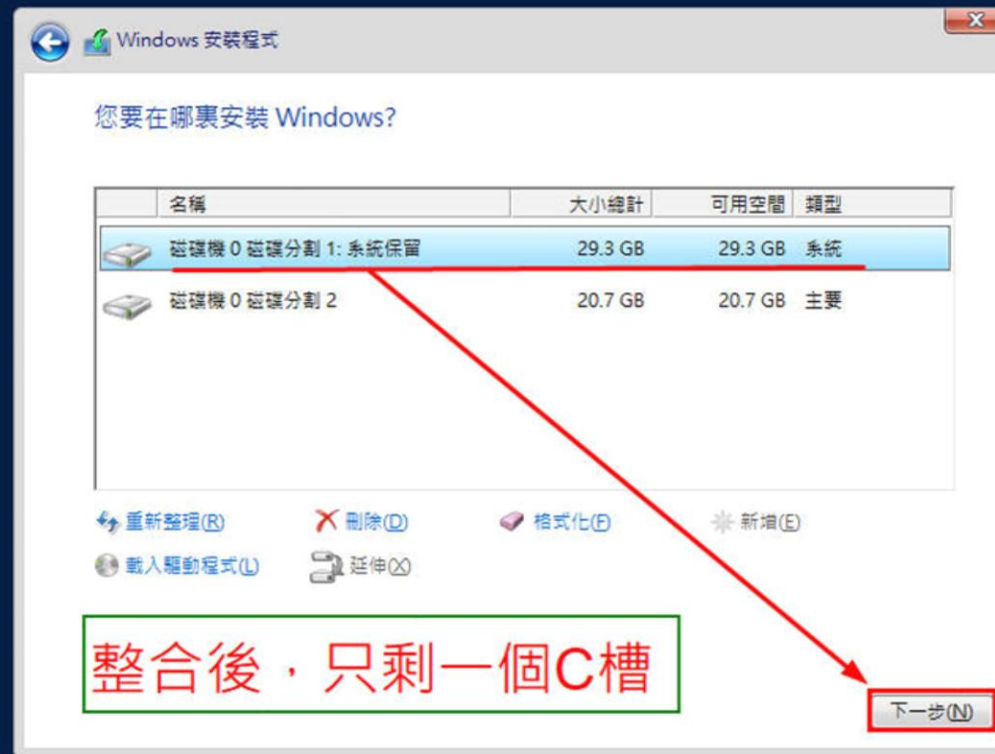 Windows 安裝程式
您要在哪裏安裝 Windows?
名稱 大小總計 可用空間 類型
磁碟機 0 磁碟分割 1: 系統保留 29.3 GB 29.3 GB 系統
磁碟機 0 磁碟分割 2 20.7 GB 20.7 GB 主要
重新整理(R) 刪除(D) 格式化(F) 新增(E)
載入驅動程式(L) 延伸(X)
整合後，只剩一個C槽
下一步(N)